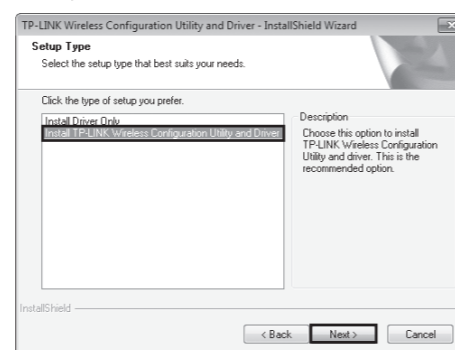 TP-LINK Wireless Configuration Utility and Driver - InstallShield Wizard
Setup Type
Select the setup type that best suits your needs.
Click the type of setup you prefer.
Install Driver Only
Install TP-LINK Wireless Configuration Utility and Driver
Description
Choose this option to install
TP-LINK Wireless Configuration
Utility and driver. This is the
recommended option.
InstallShield
< Back
Next >
Cancel